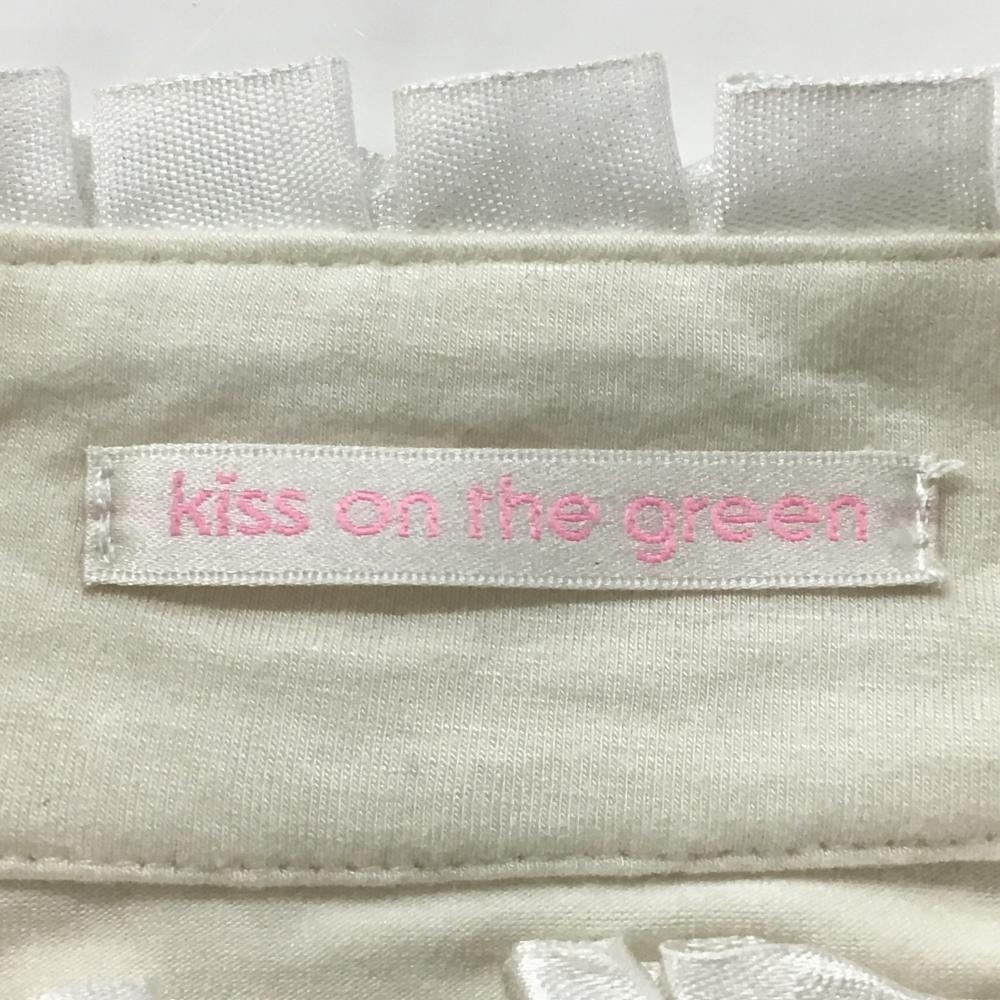 kiss on the green